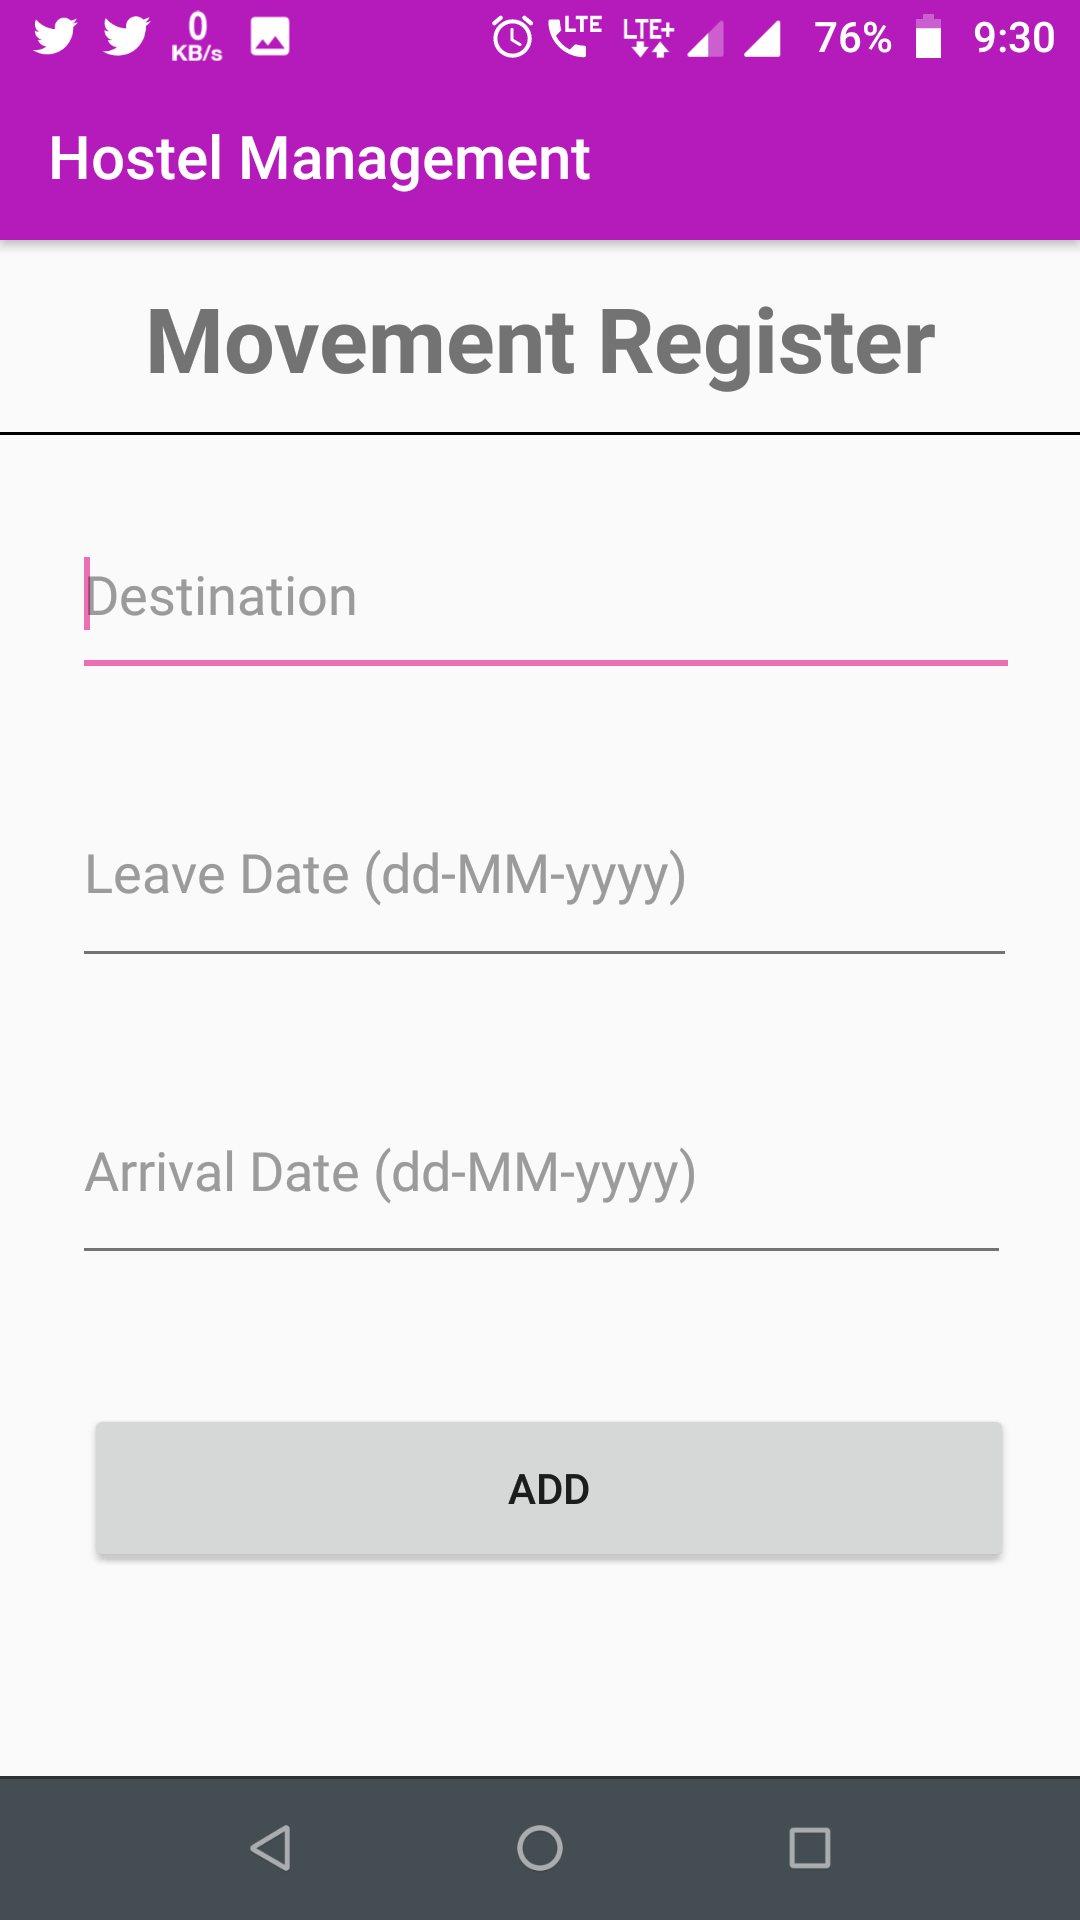 0 KB/s LTE LTE+ 76% 9:30
Hostel Management
Movement Register
Destination
Leave Date (dd-MM-yyyy)
Arrival Date (dd-MM-yyyy)
ADD